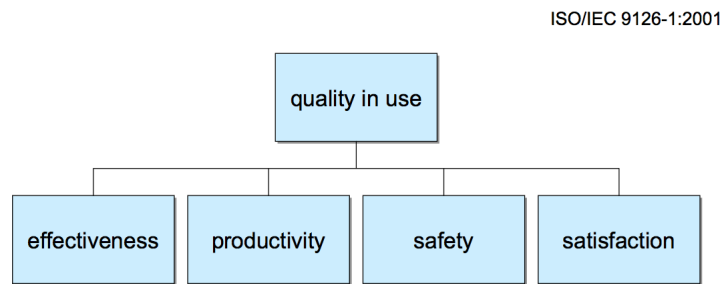 ISO/IEC 9126-1:2001
quality in use
effectiveness
productivity
safety
satisfaction